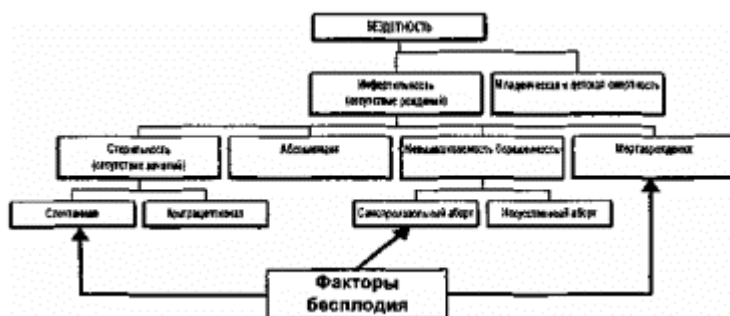 БЕЗДЕТНОСТЬ
Инфертильность
(отсутствие рождений)
Младенческая и детская смертность
Стерильность
(отсутствие зачатий)
Абстиненция
Невынашиваемость беременности
Мертворождения
Спонтанная
Контрацептивная
Самопроизвольный аборт
Искусственный аборт
Факторы
бесплодия